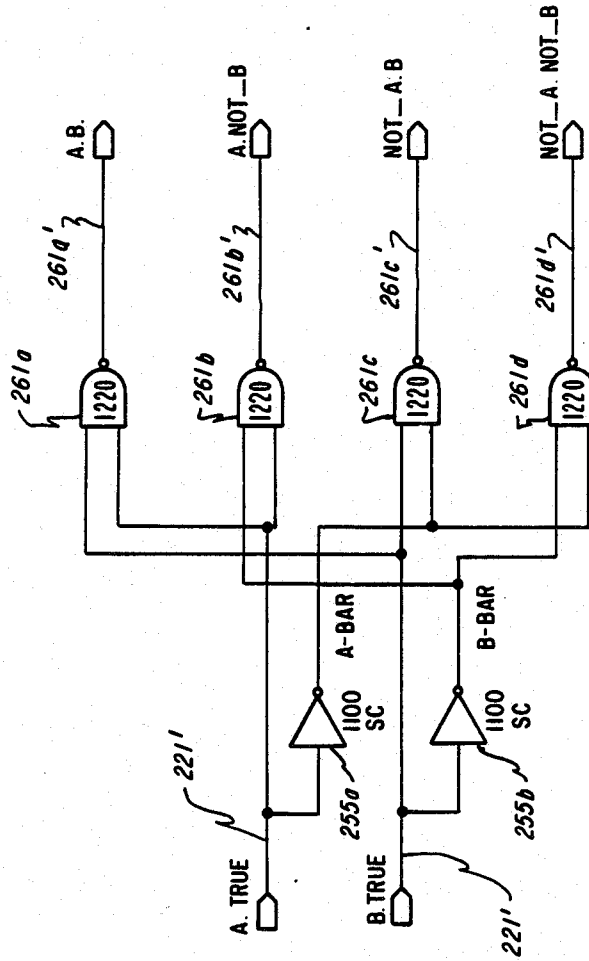 A.B.
261a'
261a
1220
A.NOT_B
261b'
261b
1220
NOT_A.B
261c'
261c
1220
NOT_A. NOT_B
261d'
261d
1220
A. TRUE
221'
A-BAR
1100
SC
255a
B. TRUE
221'
B-BAR
1100
SC
255b